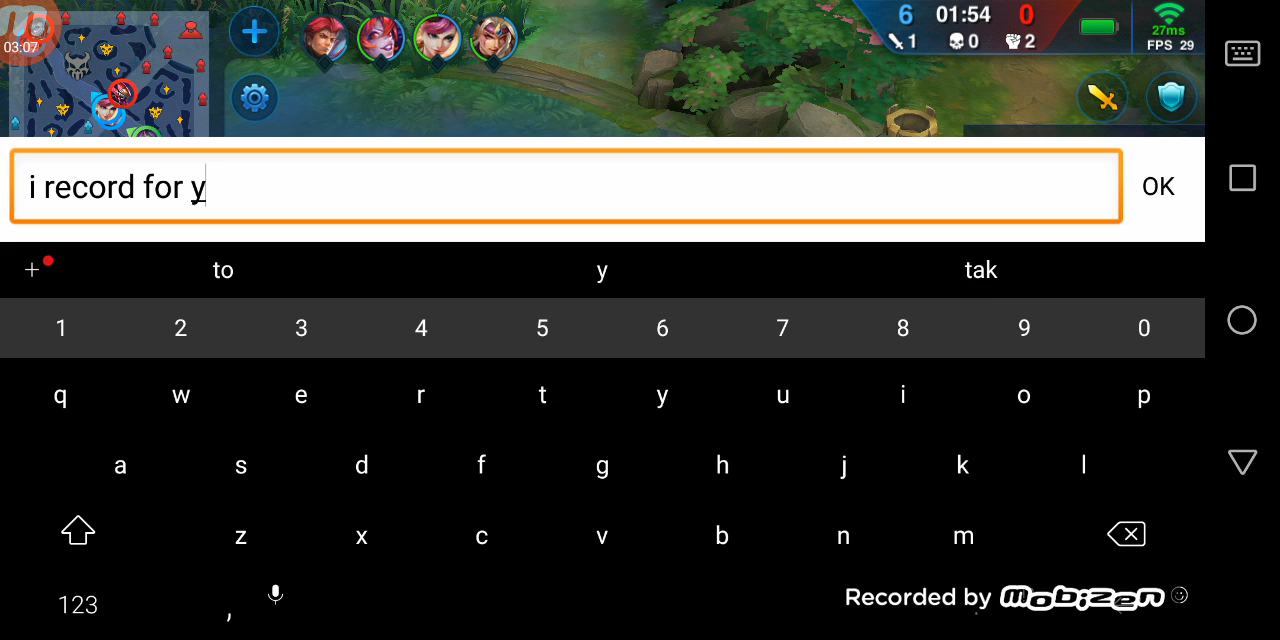 03:07
6 01:54 0
1 0 2
27ms
FPS 29
i record for y
OK
+ to y tak
1 2 3 4 5 6 7 8 9 0
q w e r t y u i o p
a s d f g h j k l
z x c v b n m
123 ,
Recorded by Mobizen